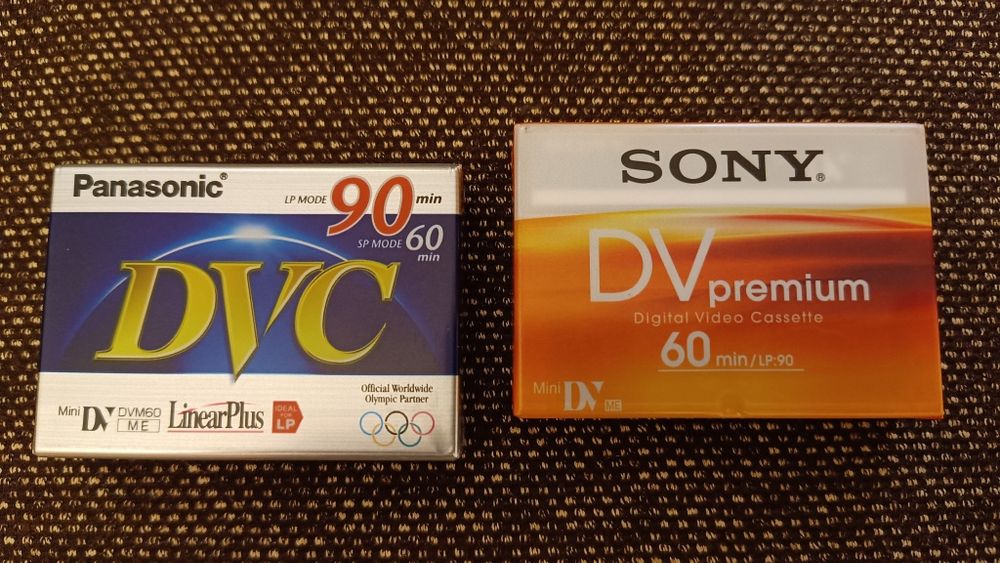 Panasonic®
LP MODE 90 min
SP MODE 60
min
DVC
Official Worldwide
Olympic Partner
Mini DV DVM60
ME
LinearPlus
IDEAL
FOR
LP
SONY®
DV premium
Digital Video Cassette
60 min/LP:90
Mini DV ME